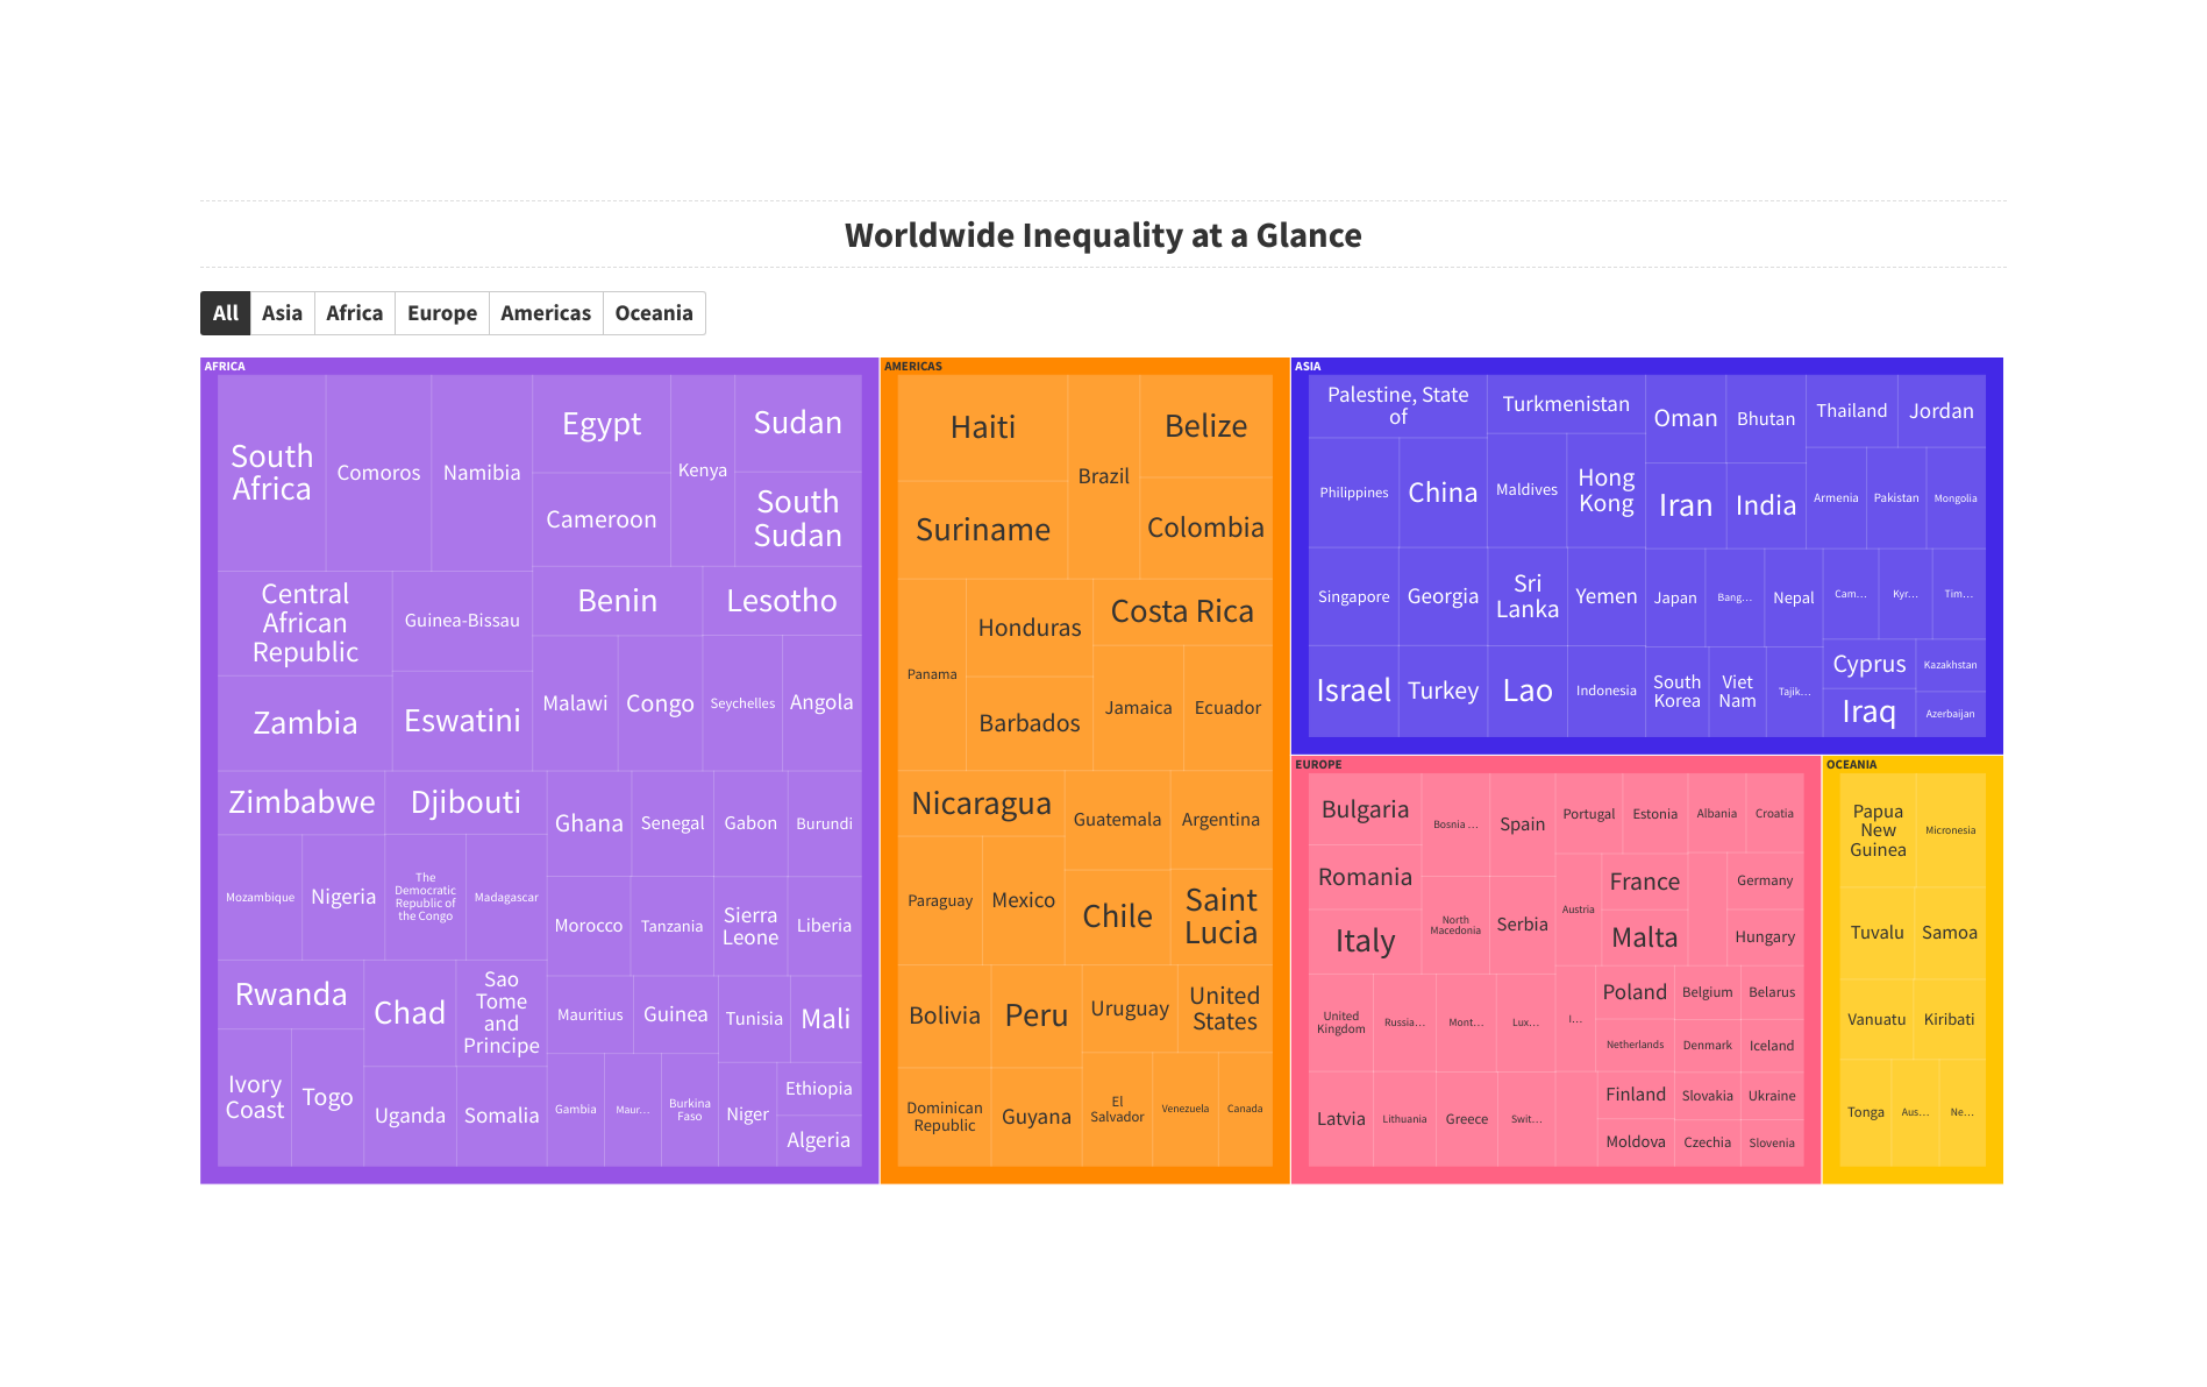 Worldwide Inequality at a Glance
All
Asia
Africa
Europe
Americas
Oceania
AFRICA
South
Africa
Comoros
Namibia
Egypt
Cameroon
Kenya
Sudan
South
Sudan
Central
African
Republic
Guinea-Bissau
Zambia
Eswatini
Benin
Lesotho
Malawi
Congo
Seychelles
Angola
Zimbabwe
Djibouti
Mozambique
Nigeria
The
Democratic
Republic of
the Congo
Madagascar
Ghana
Senegal
Gabon
Burundi
Morocco
Tanzania
Sierra
Leone
Liberia
Rwanda
Ivory
Coast
Togo
Chad
Sao
Tome
and
Principe
Uganda
Somalia
Mauritius
Guinea
Tunisia
Mali
Gambia
Maur...
Burkina
Faso
Niger
Ethiopia
Algeria
AMERICAS
Haiti
Suriname
Brazil
Belize
Colombia
Panama
Honduras
Barbados
Costa Rica
Jamaica
Ecuador
Nicaragua
Paraguay
Mexico
Guatemala
Argentina
Chile
Saint
Lucia
Bolivia
Peru
Uruguay
United
States
Dominican
Republic
Guyana
El
Salvador
Venezuela
Canada
ASIA
Palestine, State
of
Turkmenistan
Oman
Bhutan
Thailand
Jordan
Philippines
China
Maldives
Hong
Kong
Iran
India
Armenia
Pakistan
Mongolia
Singapore
Georgia
Sri
Lanka
Yemen
Japan
Bang...
Nepal
Cam...
Kyr...
Tim...
Israel
Turkey
Lao
Indonesia
South
Korea
Viet
Nam
Tajik...
Cyprus
Kazakhstan
Iraq
Azerbaijan
EUROPE
Bulgaria
Romania
Italy
Bosnia ...
North
Macedonia
Spain
Serbia
Portugal
Estonia
Albania
Croatia
Austria
France
Malta
Germany
Hungary
United
Kingdom
Russia...
Mont...
Lux...
I...
Poland
Belgium
Belarus
Netherlands
Denmark
Iceland
Latvia
Lithuania
Greece
Swit...
Finland
Slovakia
Ukraine
Moldova
Czechia
Slovenia
OCEANIA
Papua
New
Guinea
Micronesia
Tuvalu
Samoa
Vanuatu
Kiribati
Tonga
Aus...
Ne...